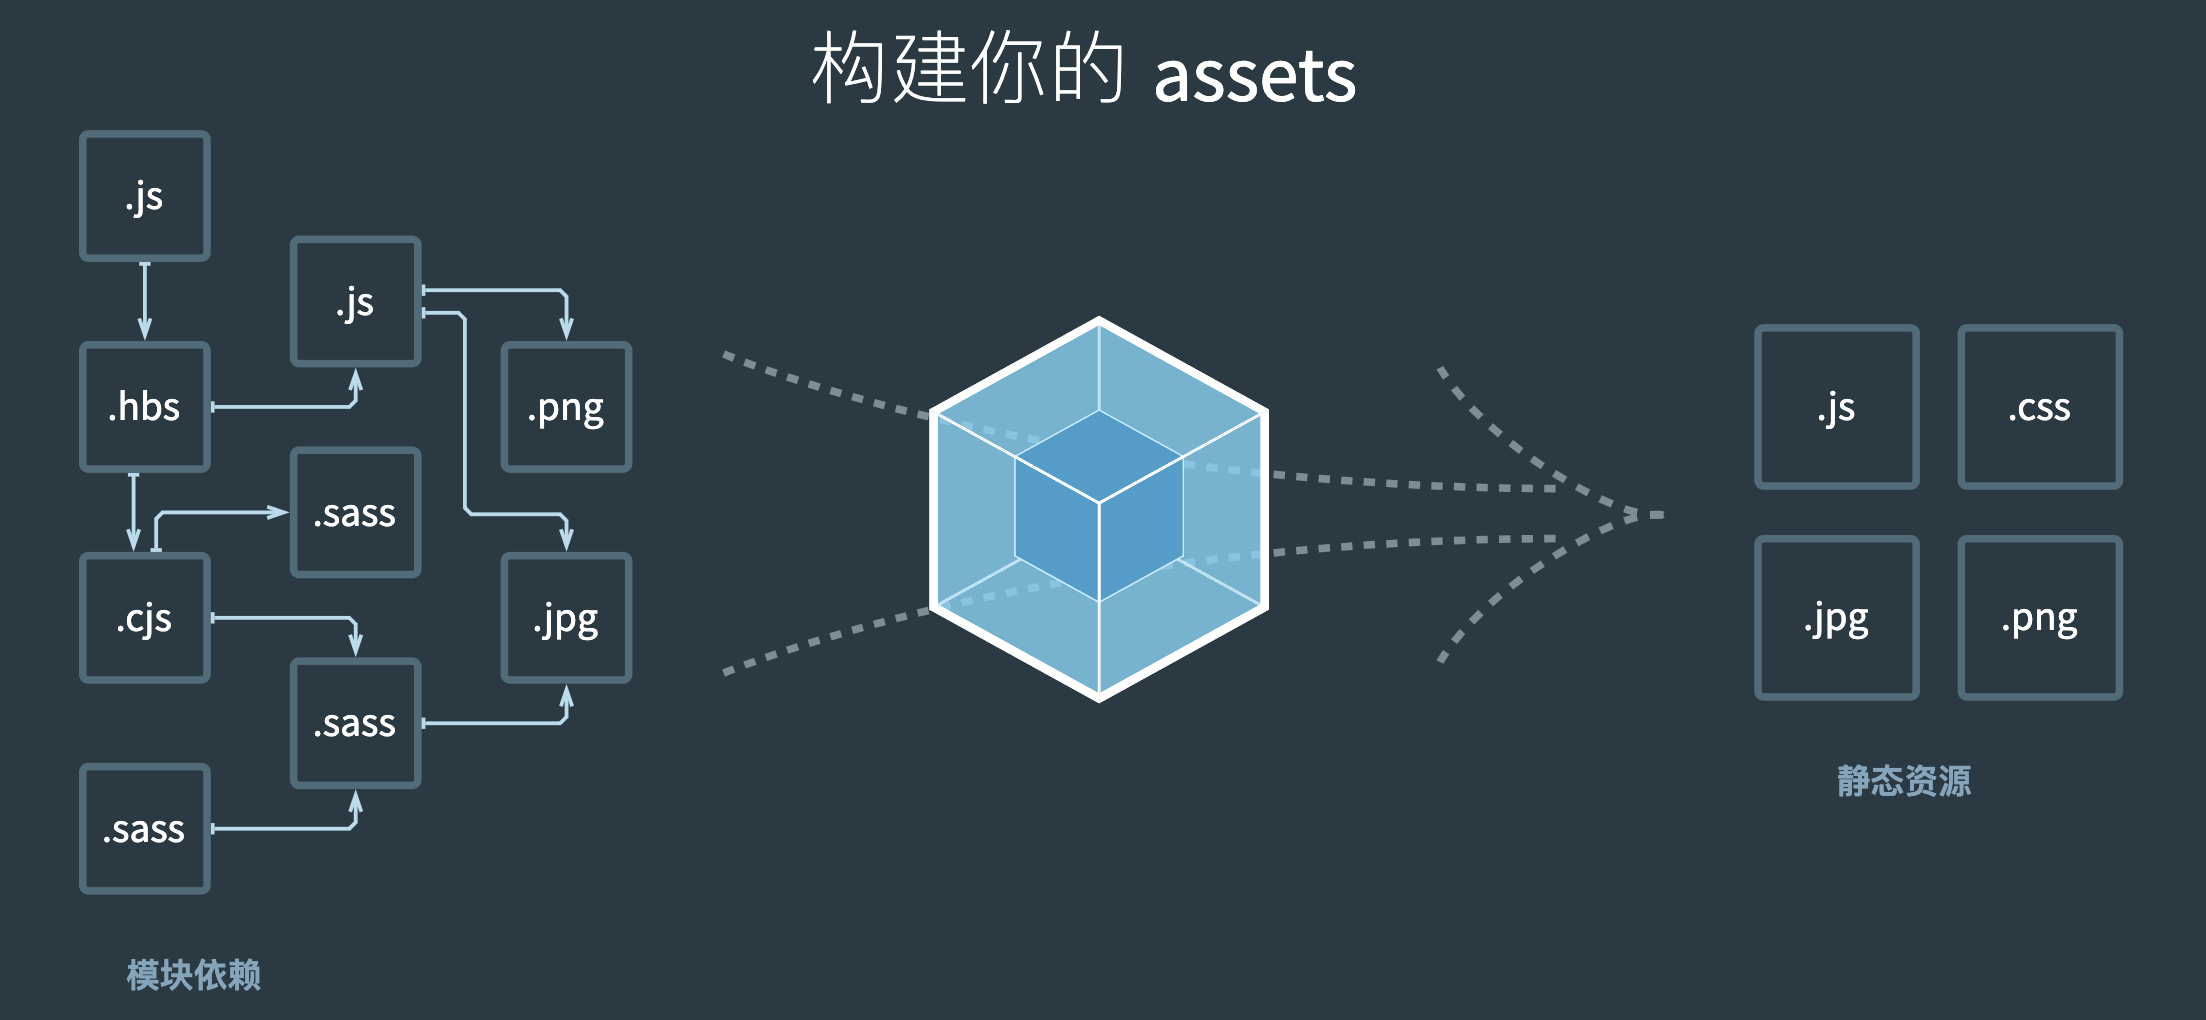 构建你的 assets
.js
.js
.hbs
.png
.sass
.cjs
.jpg
.sass
.sass
模块依赖
.js
.css
.jpg
.png
静态资源